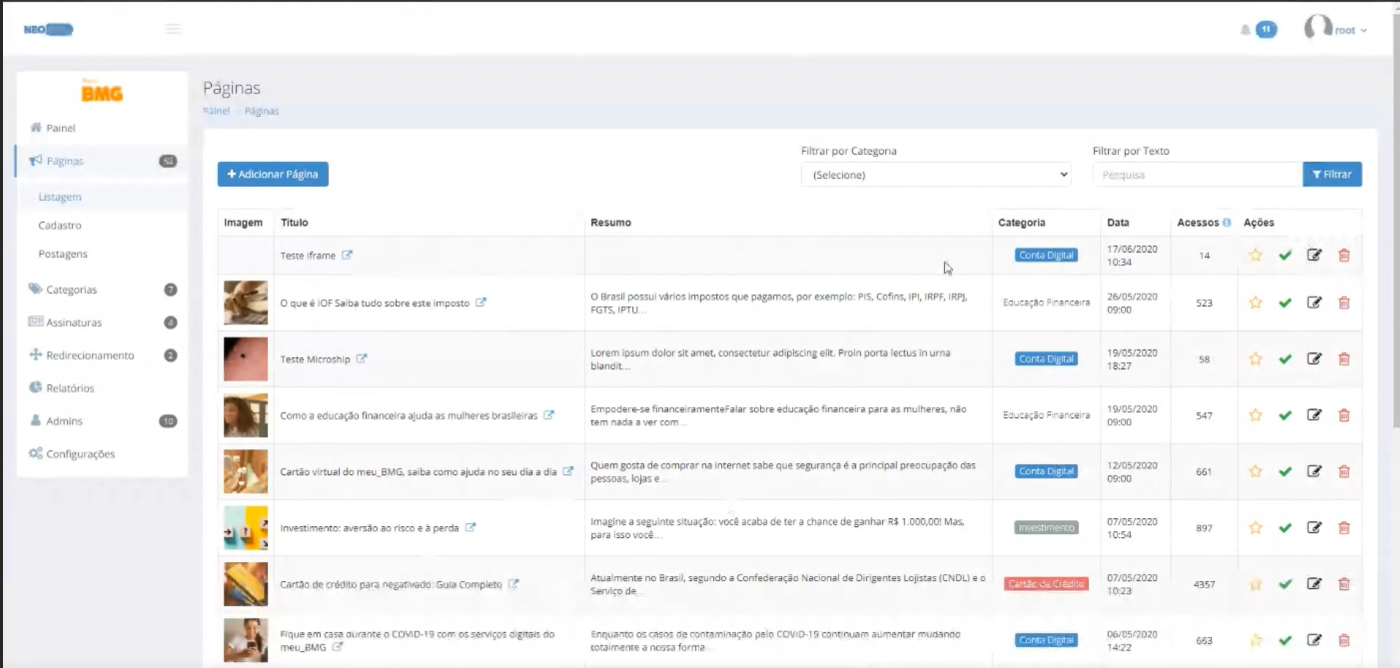 NEO
11
root
BMG
Painel
Páginas 52
Listagem
Cadastro
Postagens
Categorias 7
Assinaturas 4
Redirecionamento 2
Relatórios
Admins 10
Configurações
Páginas
Painel
Páginas
Adicionar Página
Filtrar por Categoria
(Selecione)
Filtrar por Texto
Pesquisa
Filtrar
Imagem Título Resumo Categoria Data Acessos Ações
Teste Iframe
Conta Digital
17/06/2020
10:34
14
O que é IOF Saiba tudo sobre este imposto
O Brasil possui vários impostos que pagamos, por exemplo: PIS, Cofins, IPI, IRPF, IRPJ,
FGTS, IPTU...
Educação Financeira
26/05/2020
09:00
523
Teste Microship
Lorem ipsum dolor sit amet, consectetur adipiscing elit. Proin porta lectus in urna
blandit...
Conta Digital
19/05/2020
18:27
58
Como a educação financeira ajuda as mulheres brasileiras
Empodere-se financeiramenteFalar sobre educação financeira para as mulheres, não
tem nada a ver com...
Educação Financeira
19/05/2020
09:00
547
Cartão virtual do meu_BMG, saiba como ajuda no seu dia a dia
Quem gosta de comprar na internet sabe que segurança é a principal preocupação das
pessoas, lojas e...
Conta Digital
12/05/2020
09:00
661
Investimento: aversão ao risco e à perda
Imagine a seguinte situação: você acaba de ter a chance de ganhar R$ 1.000,00! Mas,
para isso você...
Investimento
07/05/2020
10:54
897
Cartão de crédito para negativado: Guia Completo
Atualmente no Brasil, segundo a Confederação Nacional de Dirigentes Lojistas (CNDL) e o
Serviço de...
Cartão de Crédito
07/05/2020
10:23
4357
Fique em casa durante o COVID-19 com os serviços digitais do
meu_BMG
Enquanto os casos de contaminação pelo COVID-19 continuam aumentar mudando
totalmente a nossa forma...
Conta Digital
06/05/2020
14:22
663